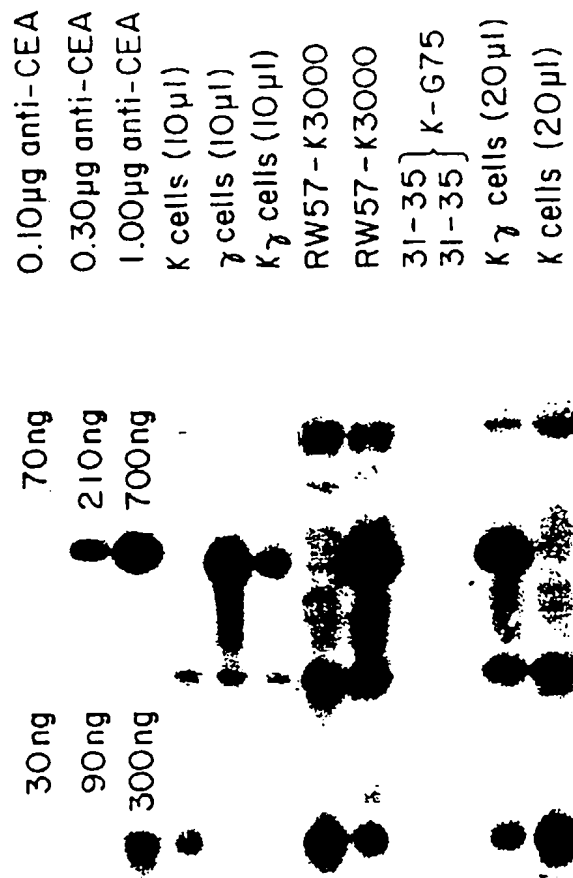 0.10µg anti-CEA
0.30µg anti-CEA
1.00µg anti-CEA
K cells (10µl)
γ cells (10µl)
Kγ cells (10µl)
RW57-K3000
RW57-K3000
31-35 } K-G75
31-35
Kγ cells (20µl)
K cells (20µl)
70ng
210ng
700ng
30ng
90ng
300ng